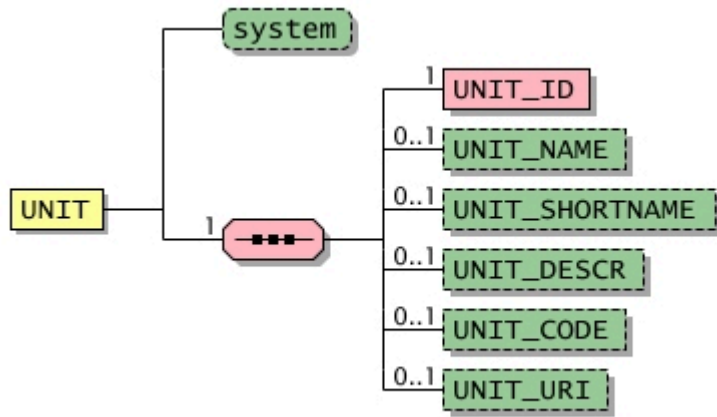 system
1
UNIT_ID
0..1
UNIT_NAME
0..1
UNIT_SHORTNAME
UNIT
1
0..1
UNIT_DESCR
0..1
UNIT_CODE
0..1
UNIT_URI